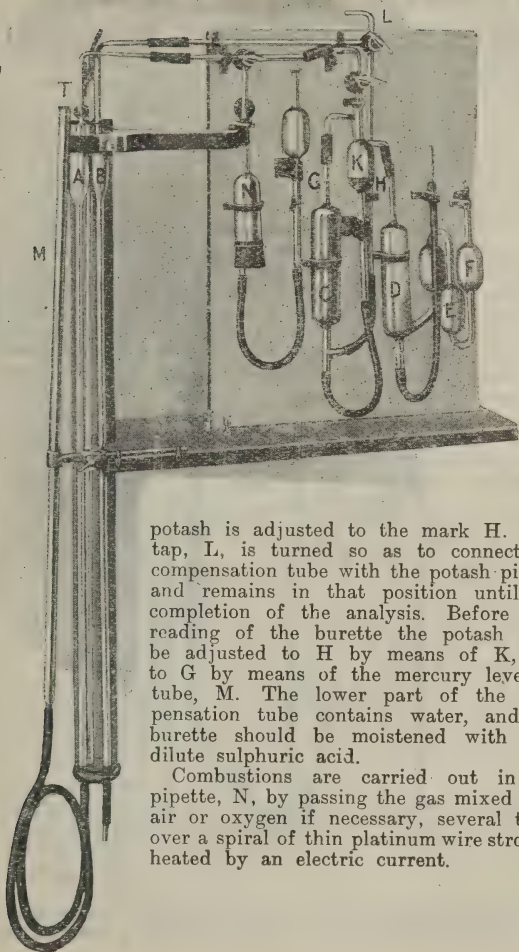 L
T
A B
G K H
N
M
C D E F
potash is adjusted to the mark H.
tap, L, is turned so as to connect
compensation tube with the potash pi
and remains in that position until
completion of the analysis. Before
reading of the burette the potash
be adjusted to H by means of K,
to G by means of the mercury leve
tube, M. The lower part of the
pensation tube contains water, and
burette should be moistened with
dilute sulphuric acid.
Combustions are carried out in
pipette, N, by passing the gas mixed
air or oxygen if necessary, several t
over a spiral of thin platinum wire stro
heated by an electric current.